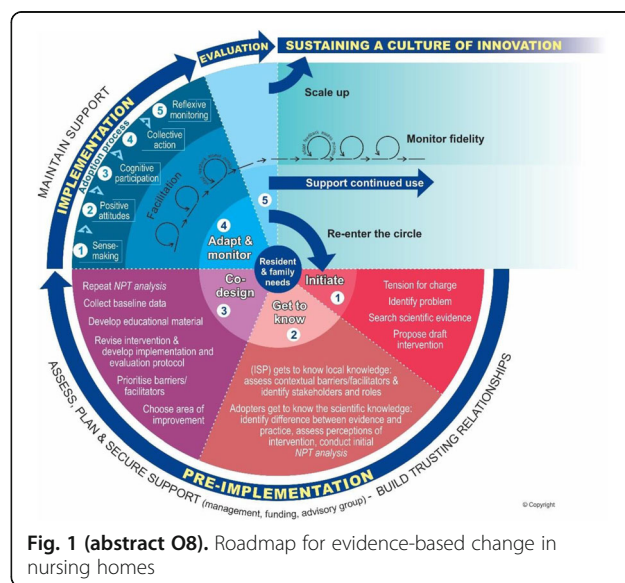 EVALUATION
SUSTAINING A CULTURE OF INNOVATION
MAINTAIN SUPPORT
IMPLEMENTATION
Adoption process
5
Reflexive
monitoring
4
Collective
action
3
Cognitive
participation
2
Positive
attitudes
1
Sense-
making
Facilitation
Scale up
Monitor fidelity
5
Support continued use
Re-enter the circle
4
Adapt &
monitor
Resident
& family
needs
Co-
design
3
Get to
know
2
Initiate
1
Repeat NPT analysis
Collect baseline data
Develop educational material
Revise intervention &
develop implementation and
evaluation protocol
Prioritise barriers/
facilitators
Choose area of
improvement
Tension for charge
Identify problem
Search scientific evidence
Propose draft
intervention
(ISP) gets to know local knowledge:
assess contextual barriers/facilitators &
identify stakeholders and roles
Adopters get to know the scientific knowledge:
identify difference between evidence and
practice, assess perceptions of
intervention, conduct initial
NPT analysis
PRE-IMPLEMENTATION
ASSESS, PLAN & SECURE SUPPORT (management, funding, advisory group) - BUILD TRUSTING RELATIONSHIPS
© Copyright
Fig. 1 (abstract O8). Roadmap for evidence-based change in
nursing homes